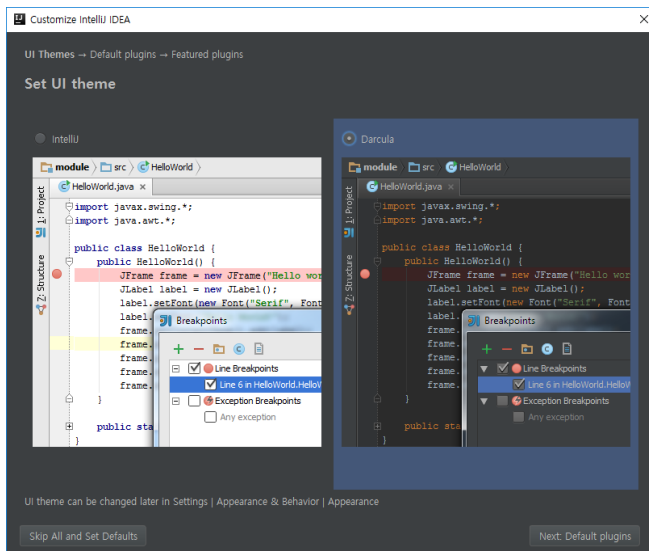 Customize IntelliJ IDEA
UI Themes → Default plugins → Featured plugins
Set UI theme
IntelliJ
module src HelloWorld
HelloWorld.java ×
1: Project
Z: Structure
import javax.swing.*;
import java.awt.*;
public class HelloWorld {
public HelloWorld() {
JFrame frame = new JFrame("Hello wor
JLabel label = new JLabel();
label.setFont(new Font("Serif", Font
label.
frame.
frame.
frame.
frame.
frame.
}
public sta
}
Breakpoints
Line Breakpoints
Line 6 in HelloWorld.HelloW
Exception Breakpoints
Any exception
Darcula
module src HelloWorld
HelloWorld.java ×
1: Project
Z: Structure
import javax.swing.*;
import java.awt.*;
public class HelloWorld {
public HelloWorld() {
JFrame frame = new JFrame("Hello wor
JLabel label = new JLabel();
label.setFont(new Font("Serif", Font
label.
frame.
frame.
frame.
frame.
frame.
}
public sta
}
Breakpoints
Line Breakpoints
Line 6 in HelloWorld.HelloW
Exception Breakpoints
Any exception
UI theme can be changed later in Settings | Appearance & Behavior | Appearance
Skip All and Set Defaults
Next: Default plugins